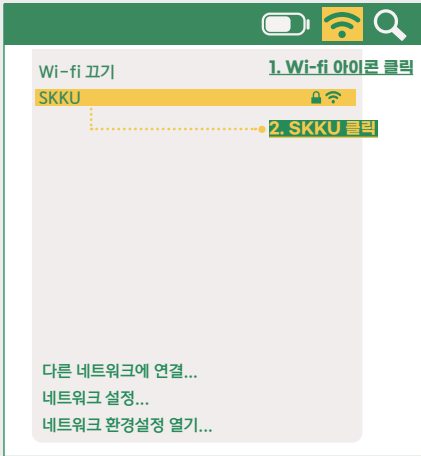 Wi-fi 끄기
1. Wi-fi 아이콘 클릭
SKKU
2. SKKU 클릭
다른 네트워크에 연결...
네트워크 설정...
네트워크 환경설정 열기...